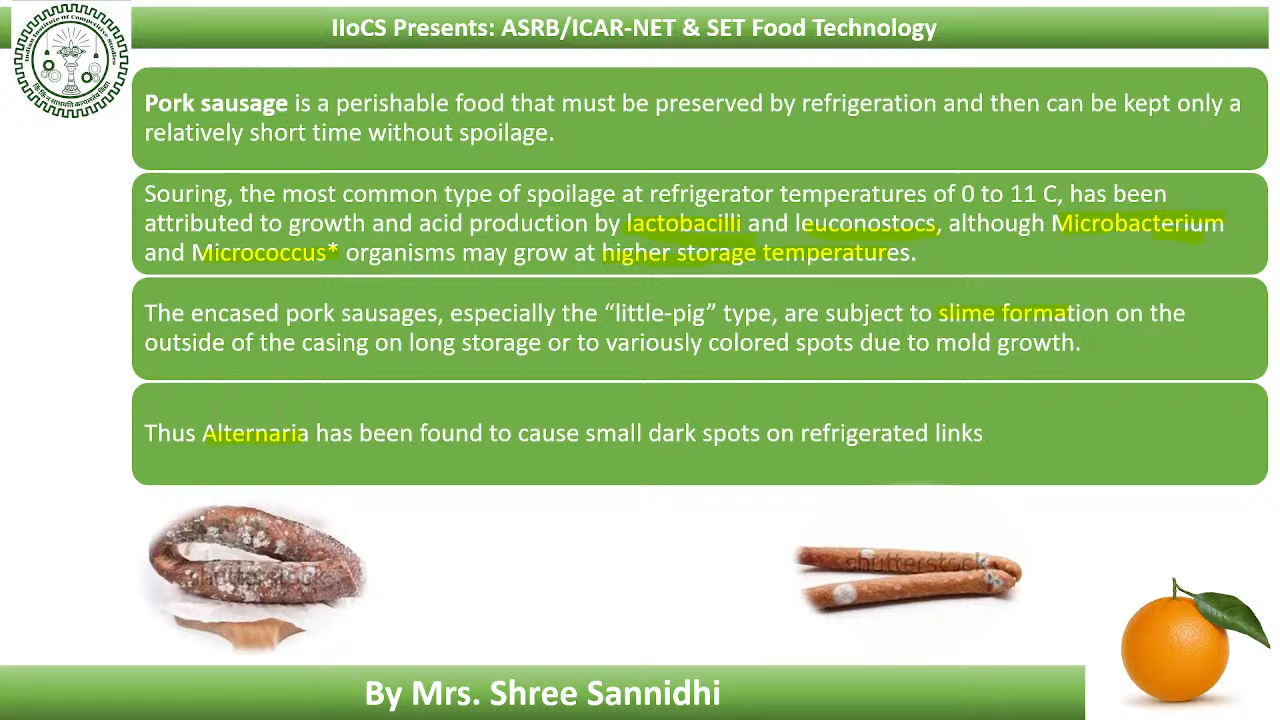 IIoCS Presents: ASRB/ICAR-NET & SET Food Technology
Indian Institute Of Competitive Studies
Pork sausage is a perishable food that must be preserved by refrigeration and then can be kept only a
relatively short time without spoilage.
Souring, the most common type of spoilage at refrigerator temperatures of 0 to 11 C, has been
attributed to growth and acid production by lactobacilli and leuconostocs, although Microbacterium
and Micrococcus* organisms may grow at higher storage temperatures.
The encased pork sausages, especially the “little-pig” type, are subject to slime formation on the
outside of the casing on long storage or to variously colored spots due to mold growth.
Thus Alternaria has been found to cause small dark spots on refrigerated links
shutterstock
shutterstock
By Mrs. Shree Sannidhi